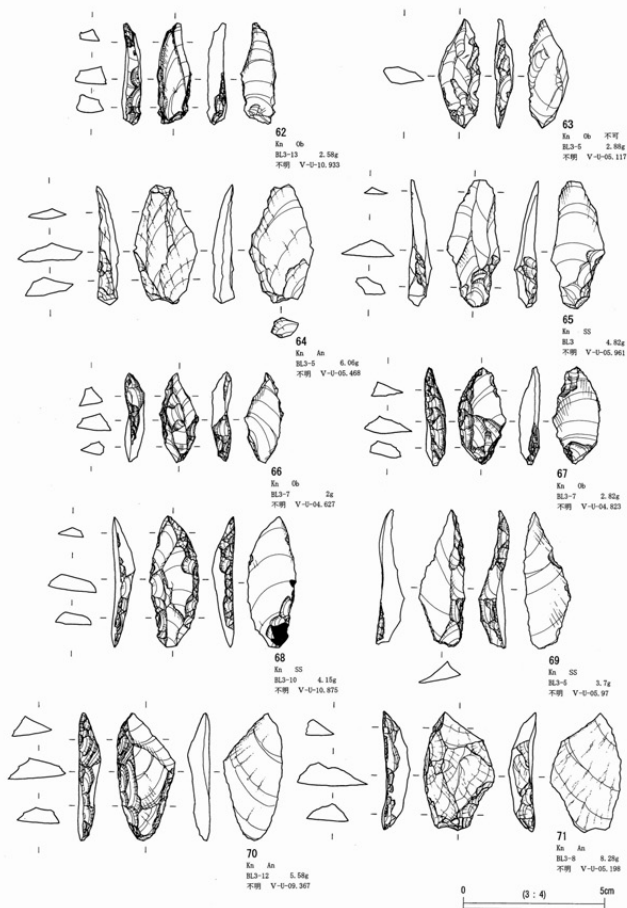 62
Kn Ob
BL3-13 2.58g
不明 V-U-10.933
63
Kn Ob 不可
BL3-5 2.88g
不明 V-U-05.117
64
Kn An
BL3-5 6.06g
不明 V-U-05.468
65
Kn SS
BL3 4.82g
不明 V-U-05.961
66
Kn Ob
BL3-7 2g
不明 V-U-04.627
67
Kn Ob
BL3-7 2.82g
不明 V-U-04.823
68
Kn SS
BL3-10 4.15g
不明 V-U-10.875
69
Kn SS
BL3-5 3.7g
不明 V-U-05.97
70
Kn An
BL3-12 5.58g
不明 V-U-09.367
71
Kn An
BL3-8 8.28g
不明 V-U-05.198
0 (3 : 4) 5cm